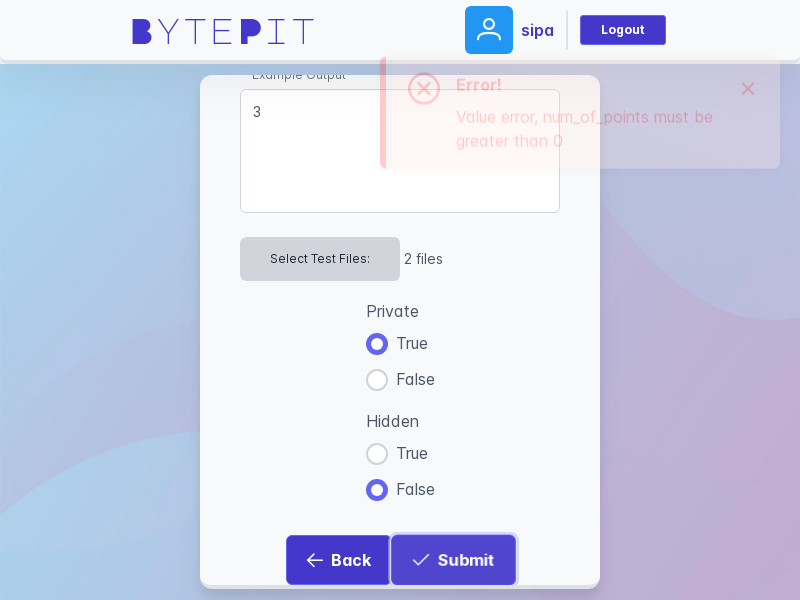 BYTEPIT
sipa
Logout
Example Output
Error!
Value error, num_of_points must be
greater than 0
3
Select Test Files:
2 files
Private
True
False
Hidden
True
False
Back
Submit